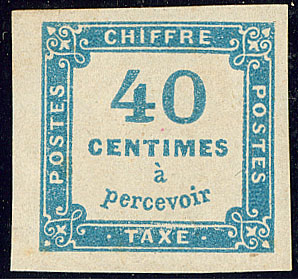 CHIFFRE
POSTES
40
CENTIMES
à
percevoir
POSTES
· TAXE ·